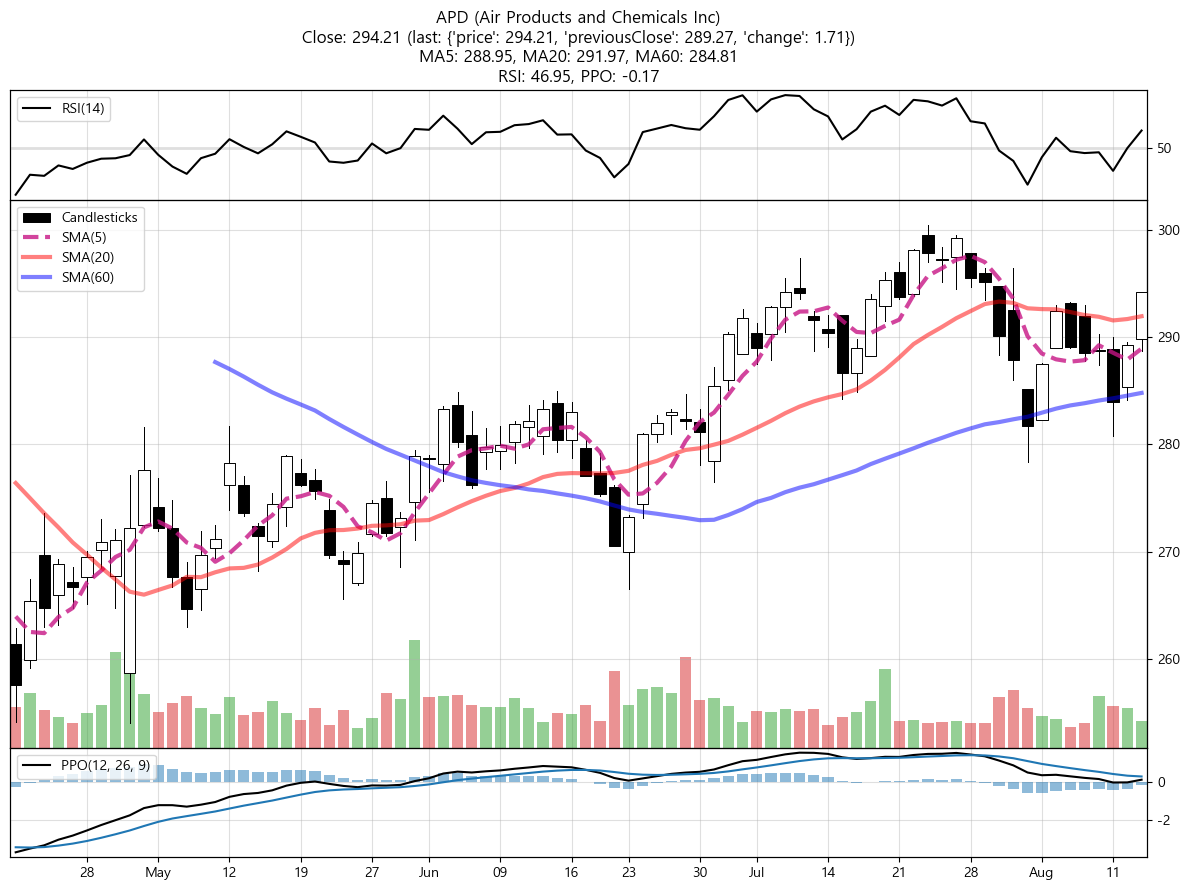 APD (Air Products and Chemicals Inc)
Close: 294.21 (last: {'price': 294.21, 'previousClose': 289.27, 'change': 1.71})
MA5: 288.95, MA20: 291.97, MA60: 284.81
RSI: 46.95, PPO: -0.17
RSI(14)
50
Candlesticks
SMA(5)
SMA(20)
SMA(60)
300
290
280
270
260
PPO(12, 26, 9)
0
-2
28 May 12 19 27 Jun 09 16 23 30 Jul 14 21 28 Aug 11